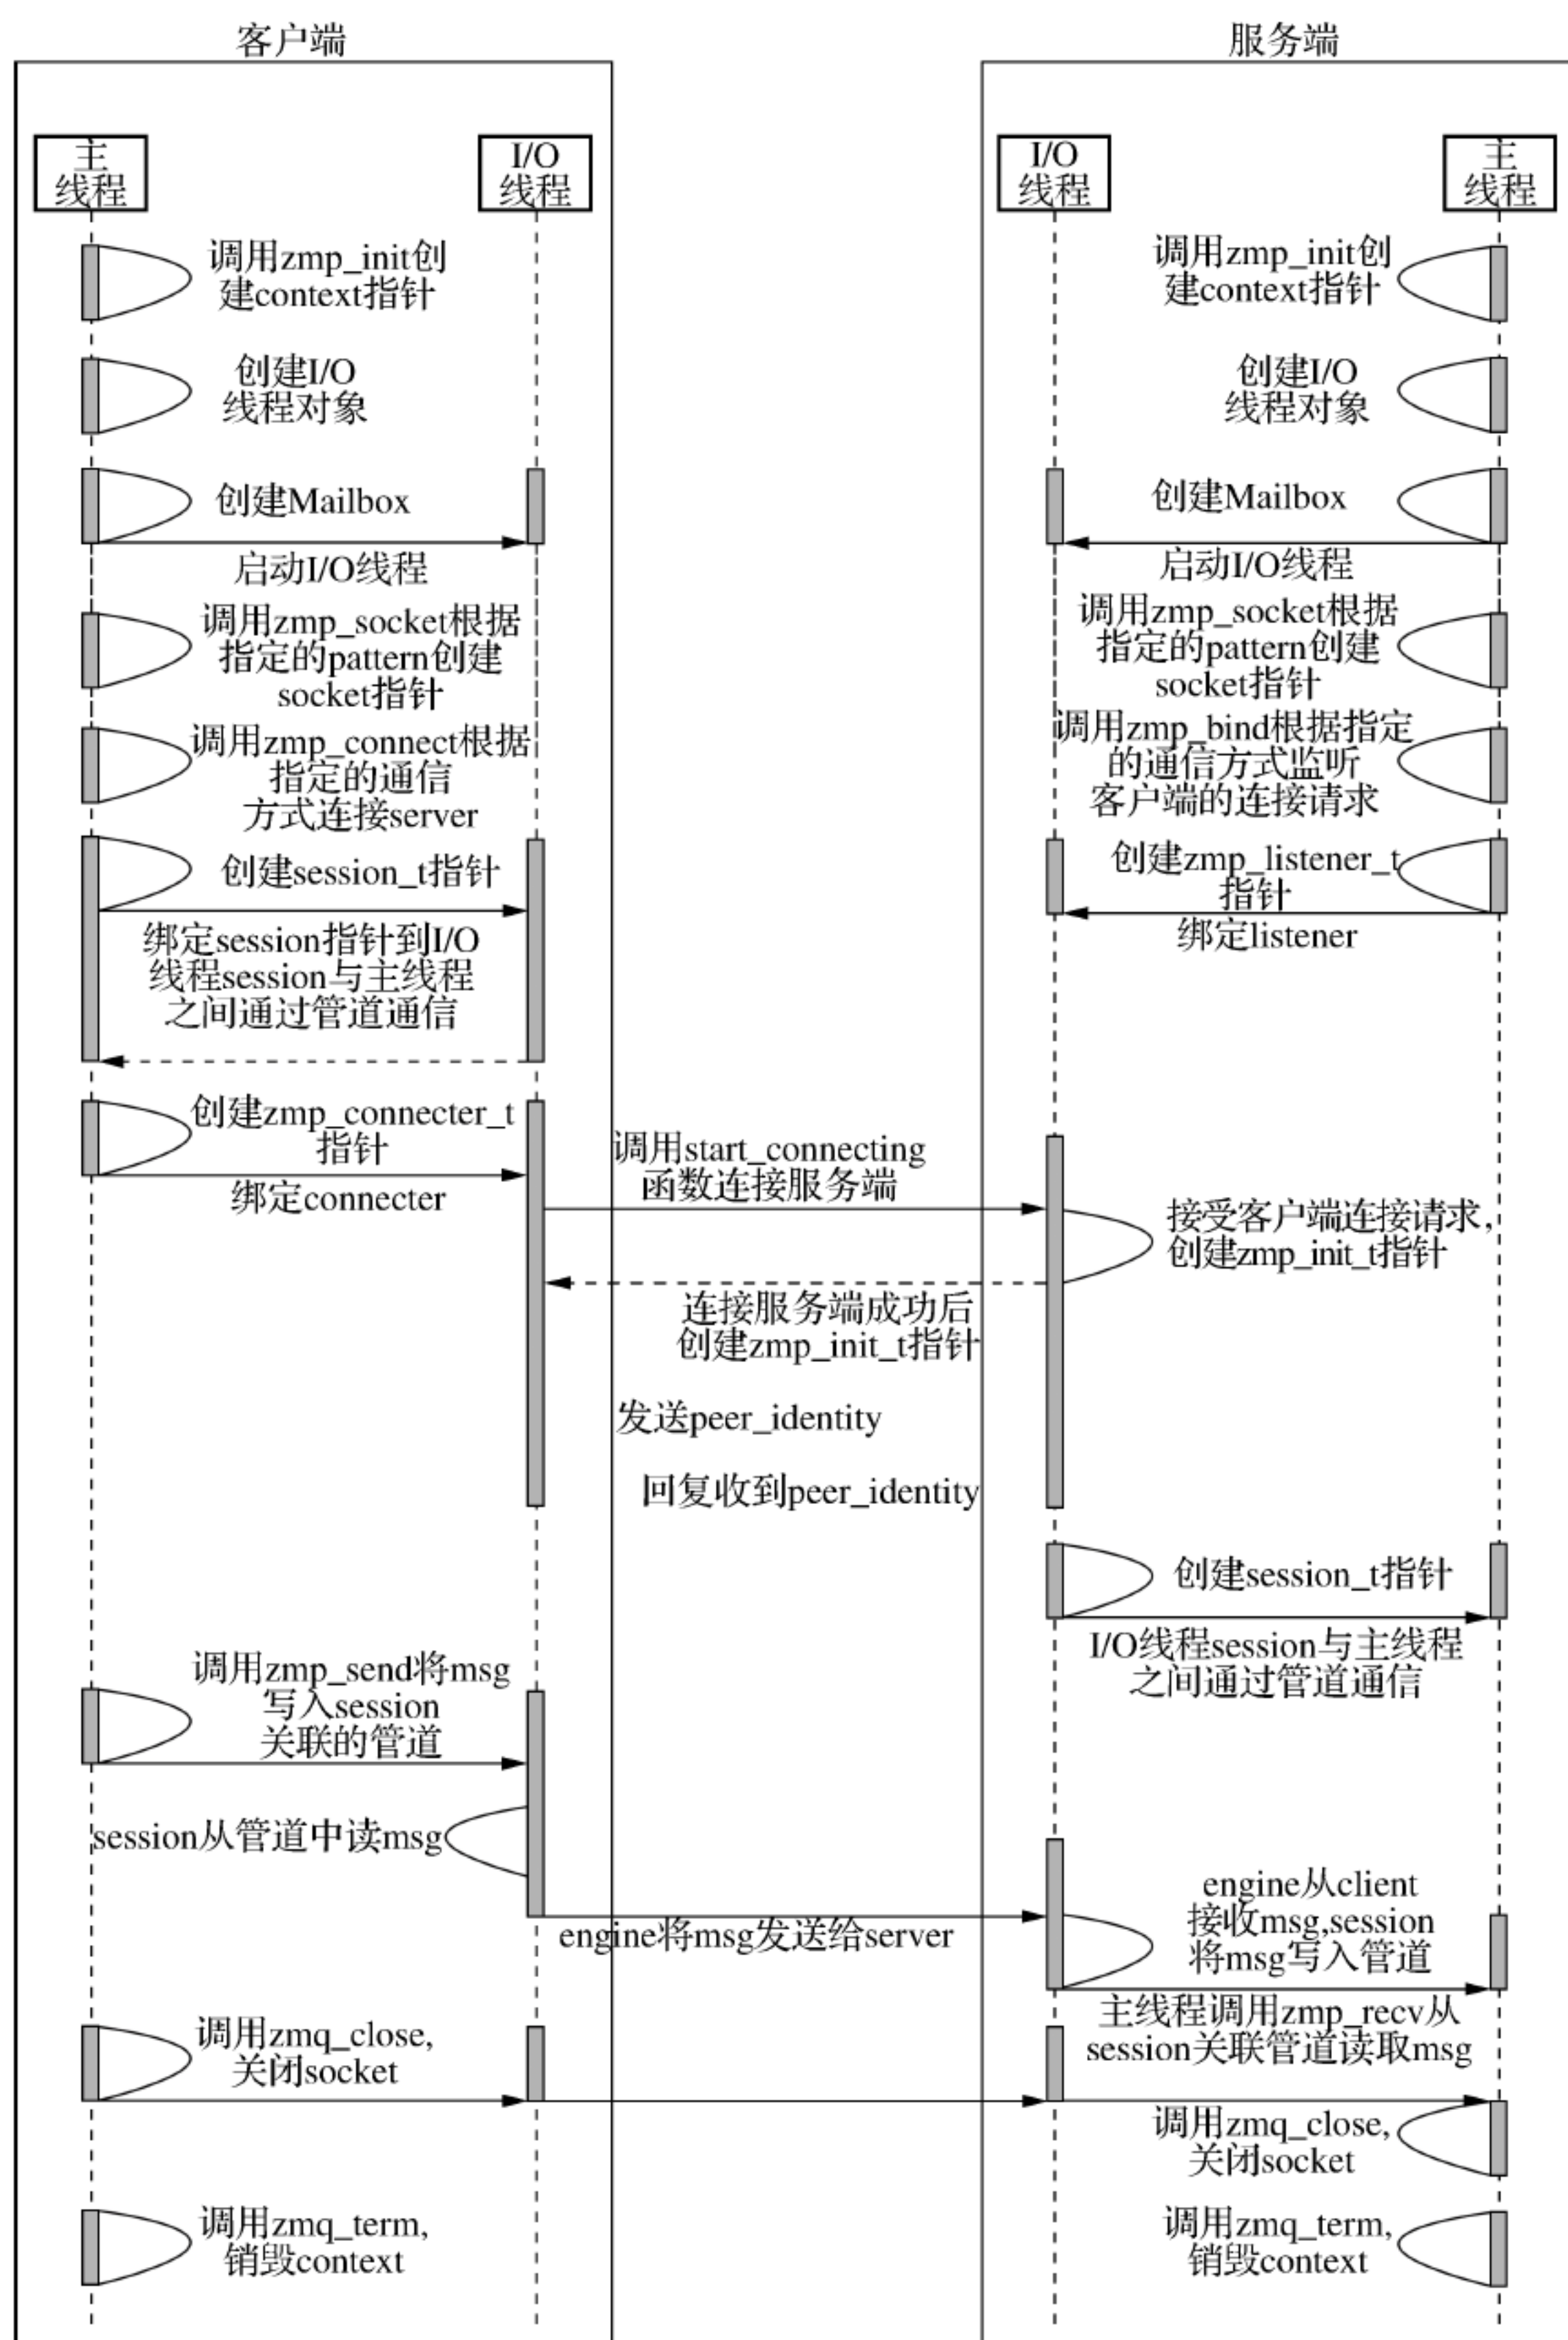 客户端
服务端
主
线程
I/O
线程
I/O
线程
主
线程
调用zmp_init创
建context指针
调用zmp_init创
建context指针
创建I/O
线程对象
创建I/O
线程对象
创建Mailbox
创建Mailbox
启动I/O线程
启动I/O线程
调用zmp_socket根据
指定的pattern创建
socket指针
调用zmp_socket根据
指定的pattern创建
socket指针
调用zmp_connect根据
指定的通信
方式连接server
调用zmp_bind根据指定
的通信方式监听
客户端的连接请求
创建session_t指针
创建zmp_listener_t
指针
绑定listener
绑定session指针到I/O
线程session与主线程
之间通过管道通信
创建zmp_connecter_t
指针
绑定connecter
调用start_connecting
函数连接服务端
接受客户端连接请求,
创建zmp_init_t指针
连接服务端成功后
创建zmp_init_t指针
发送peer_identity
回复收到peer_identity
创建session_t指针
I/O线程session与主线程
之间通过管道通信
调用zmp_send将msg
写入session
关联的管道
session从管道中读msg
engine将msg发送给server
engine从client
接收msg,session
将msg写入管道
主线程调用zmp_recv从
session关联管道读取msg
调用zmq_close,
关闭socket
调用zmq_close,
关闭socket
调用zmq_term,
销毁context
调用zmq_term,
销毁context